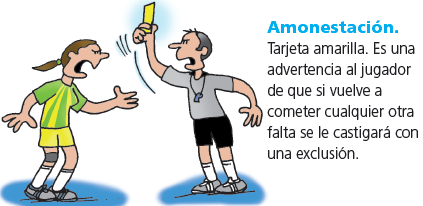 Amonestación.
Tarjeta amarilla. Es una
advertencia al jugador
de que si vuelve a
cometer cualquier otra
falta se le castigará con
una exclusión.